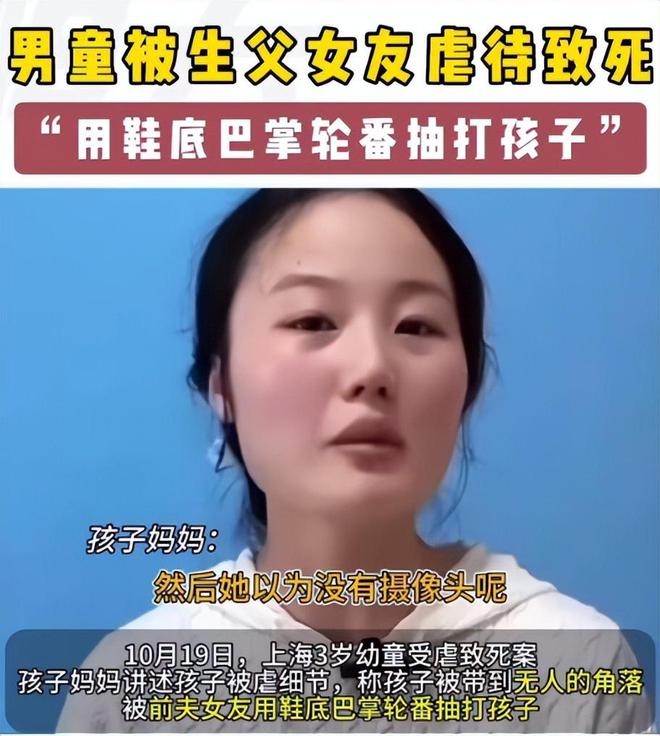 男童被生父女友虐待致死
“用鞋底巴掌轮番抽打孩子”
孩子妈妈：
然后她以为没有摄像头呢
10月19日，上海3岁幼童受虐致死案
孩子妈妈讲述孩子被虐细节，称孩子被带到无人的角落
被前夫女友用鞋底巴掌轮番抽打孩子